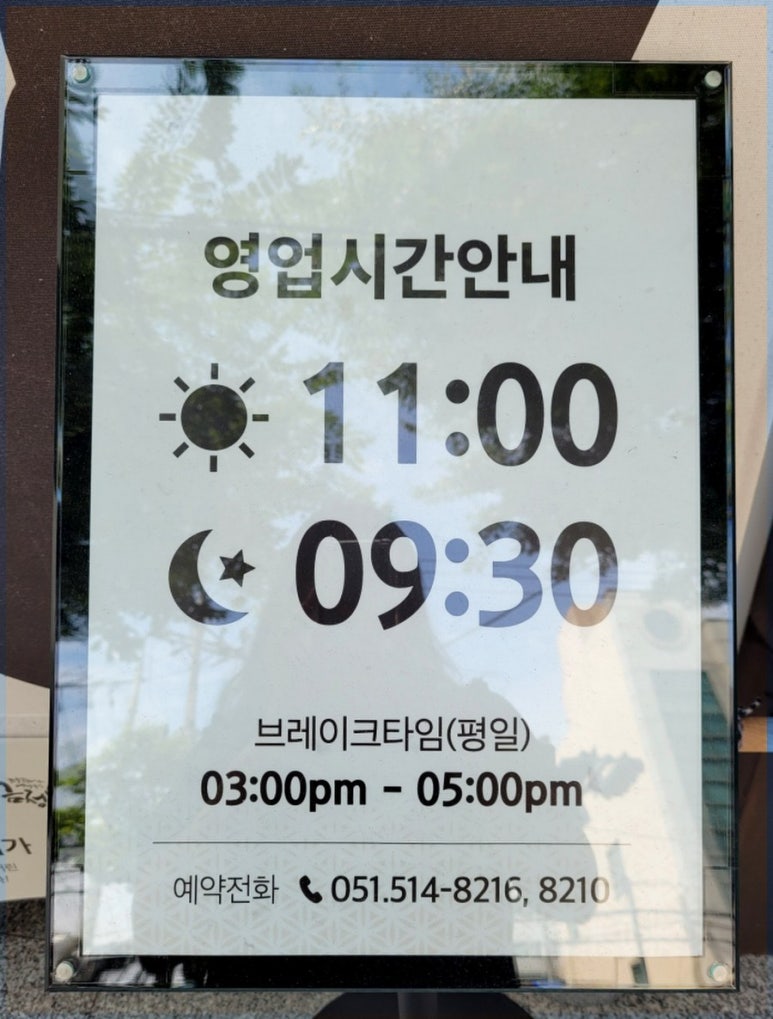 영업시간안내
11:00
09:30
브레이크타임(평일)
03:00pm - 05:00pm
예약전화 051.514-8216, 8210